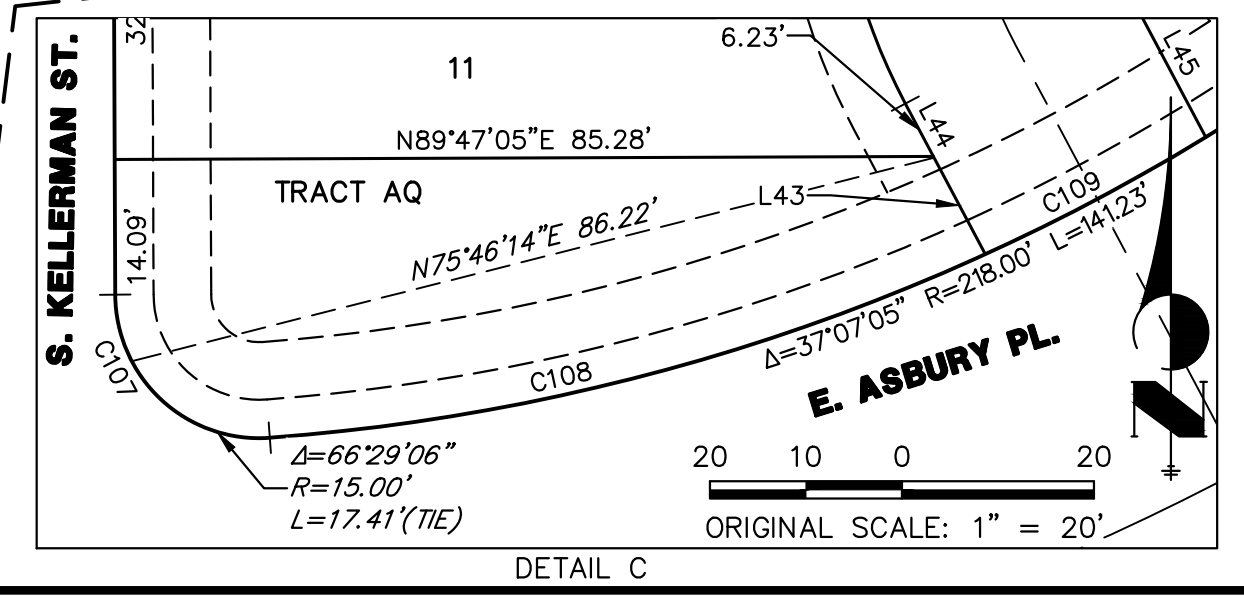 S. KELLERMAN ST.
32
11
6.23'
L44
L45
N89°47'05"E 85.28'
TRACT AQ
14.09'
N75°46'14"E 86.22'
L43
C109
L=141.23'
R=218.00'
Δ=37°07'05"
C107
C108
E. ASBURY PL.
N
Δ=66°29'06"
R=15.00'
L=17.41'(TIE)
20 10 0 20
ORIGINAL SCALE: 1" = 20'
DETAIL C